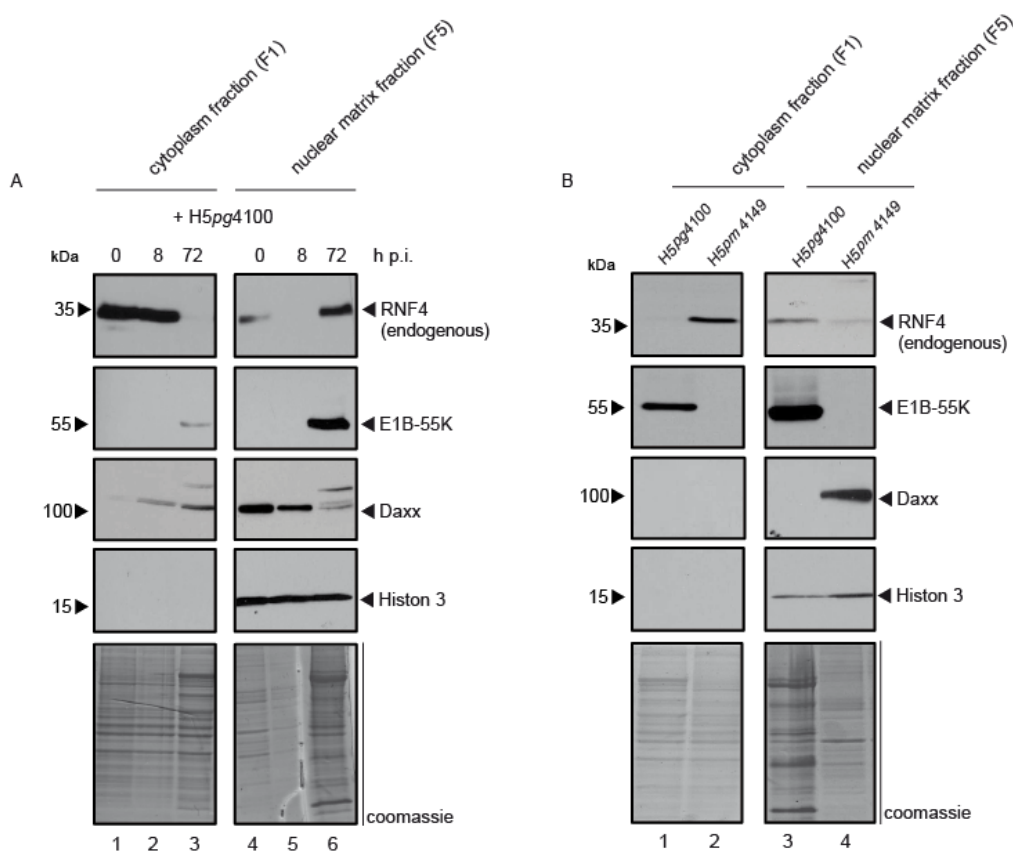 A
cytoplasm fraction (F1)
nuclear matrix fraction (F5)
+ H5pg4100
kDa 0 8 72 0 8 72 h p.i.
35 RNF4
(endogenous)
55 E1B-55K
100 Daxx
15 Histon 3
coomassie
1 2 3 4 5 6
B
cytoplasm fraction (F1)
nuclear matrix fraction (F5)
H5pg4100 H5pm4149 H5pg4100 H5pm4149
kDa
35 RNF4
(endogenous)
55 E1B-55K
100 Daxx
15 Histon 3
coomassie
1 2 3 4